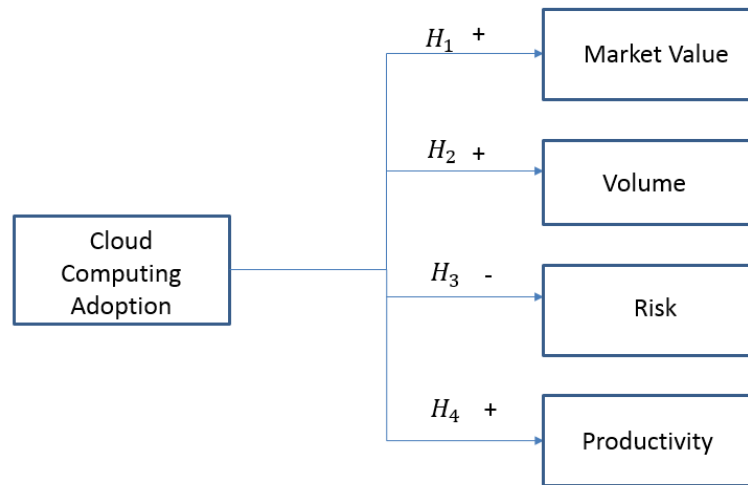 H₁ +
Market Value
H₂ +
Volume
Cloud
Computing
Adoption
H₃ -
Risk
H₄ +
Productivity